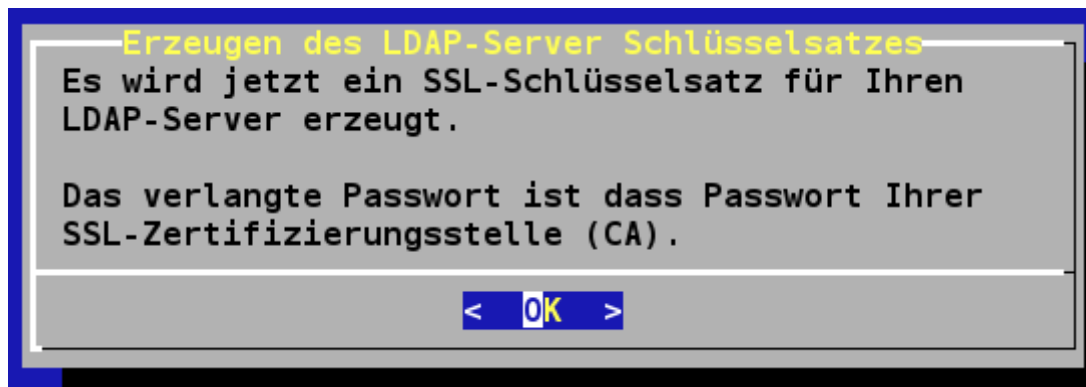 Erzeugen des LDAP-Server Schlüsselsatzes
Es wird jetzt ein SSL-Schlüsselsatz für Ihren
LDAP-Server erzeugt.
Das verlangte Passwort ist dass Passwort Ihrer
SSL-Zertifizierungsstelle (CA).
< OK >